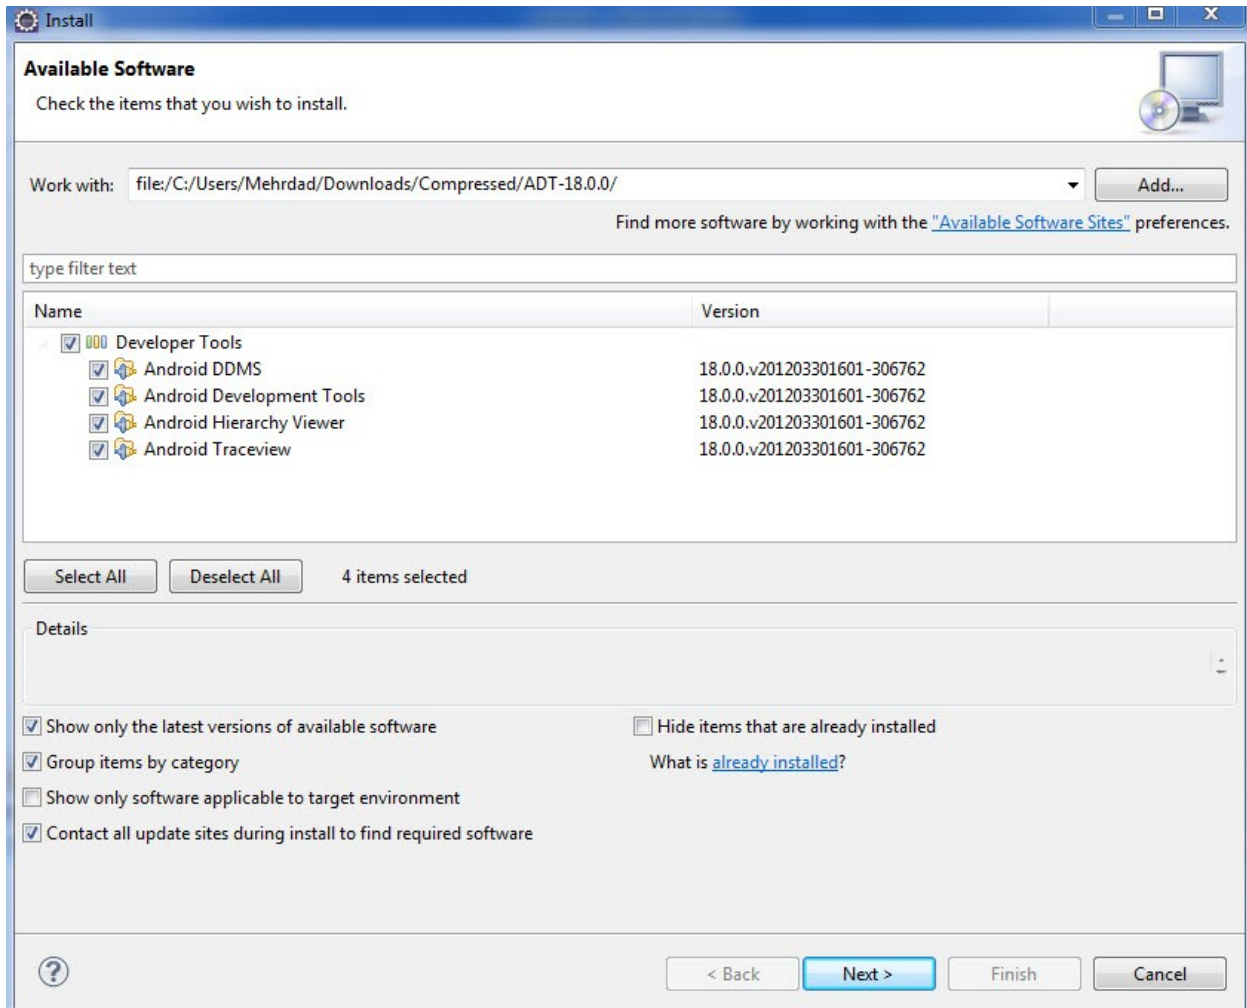 Install
Available Software
Check the items that you wish to install.
Work with: file:/C:/Users/Mehrdad/Downloads/Compressed/ADT-18.0.0/ Add...
Find more software by working with the "Available Software Sites" preferences.
type filter text
Name Version
Developer Tools
Android DDMS 18.0.0.v201203301601-306762
Android Development Tools 18.0.0.v201203301601-306762
Android Hierarchy Viewer 18.0.0.v201203301601-306762
Android Traceview 18.0.0.v201203301601-306762
Select All Deselect All 4 items selected
Details
Show only the latest versions of available software Hide items that are already installed
Group items by category What is already installed?
Show only software applicable to target environment
Contact all update sites during install to find required software
? < Back Next > Finish Cancel